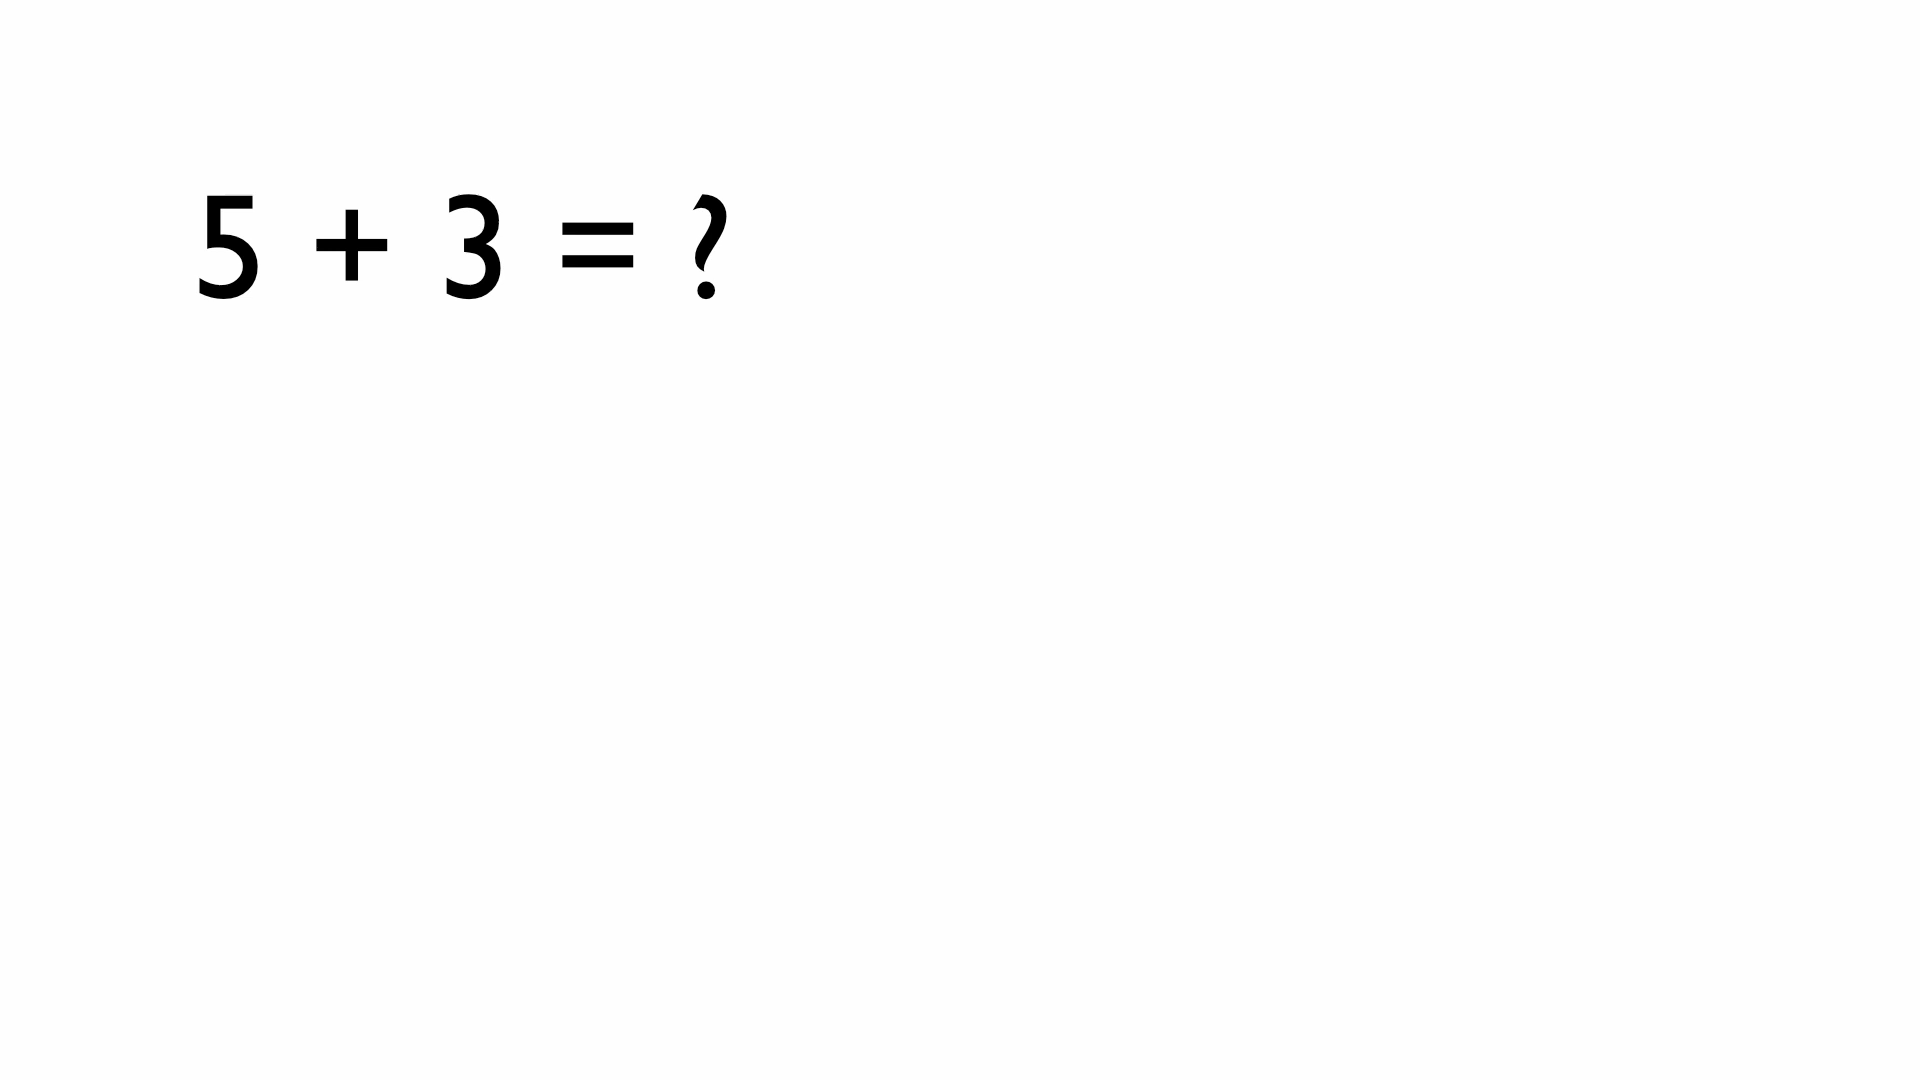 5 + 3 = ?